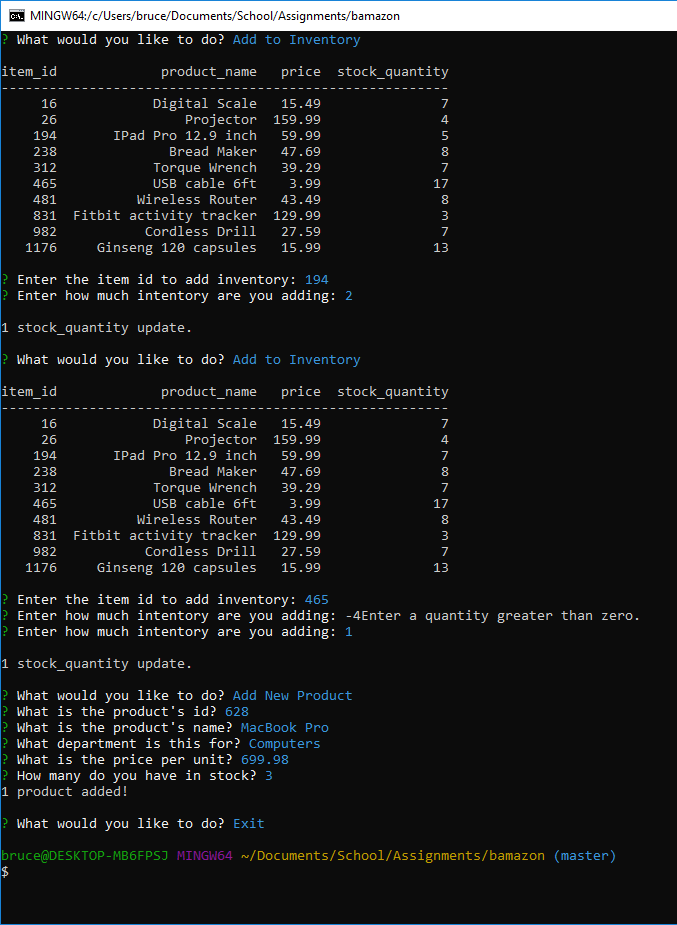 MINGW64:/c/Users/bruce/Documents/School/Assignments/bamazon
? What would you like to do? Add to Inventory
item_id             product_name   price  stock_quantity
--------------------------------------------------------
     16            Digital Scale   15.49               7
     26                Projector  159.99               4
    194       IPad Pro 12.9 inch   59.99               5
    238              Bread Maker   47.69               8
    312            Torque Wrench   39.29               7
    465            USB cable 6ft    3.99              17
    481          Wireless Router   43.49               8
    831  Fitbit activity tracker  129.99               3
    982           Cordless Drill   27.59               7
   1176     Ginseng 120 capsules   15.99              13
? Enter the item id to add inventory: 194
? Enter how much intentory are you adding: 2
1 stock_quantity update.
? What would you like to do? Add to Inventory
item_id             product_name   price  stock_quantity
--------------------------------------------------------
     16            Digital Scale   15.49               7
     26                Projector  159.99               4
    194       IPad Pro 12.9 inch   59.99               7
    238              Bread Maker   47.69               8
    312            Torque Wrench   39.29               7
    465            USB cable 6ft    3.99              17
    481          Wireless Router   43.49               8
    831  Fitbit activity tracker  129.99               3
    982           Cordless Drill   27.59               7
   1176     Ginseng 120 capsules   15.99              13
? Enter the item id to add inventory: 465
? Enter how much intentory are you adding: -4Enter a quantity greater than zero.
? Enter how much intentory are you adding: 1
1 stock_quantity update.
? What would you like to do? Add New Product
? What is the product's id? 628
? What is the product's name? MacBook Pro
? What department is this for? Computers
? What is the price per unit? 699.98
? How many do you have in stock? 3
1 product added!
? What would you like to do? Exit
bruce@DESKTOP-MB6FPSJ MINGW64 ~/Documents/School/Assignments/bamazon (master)
$